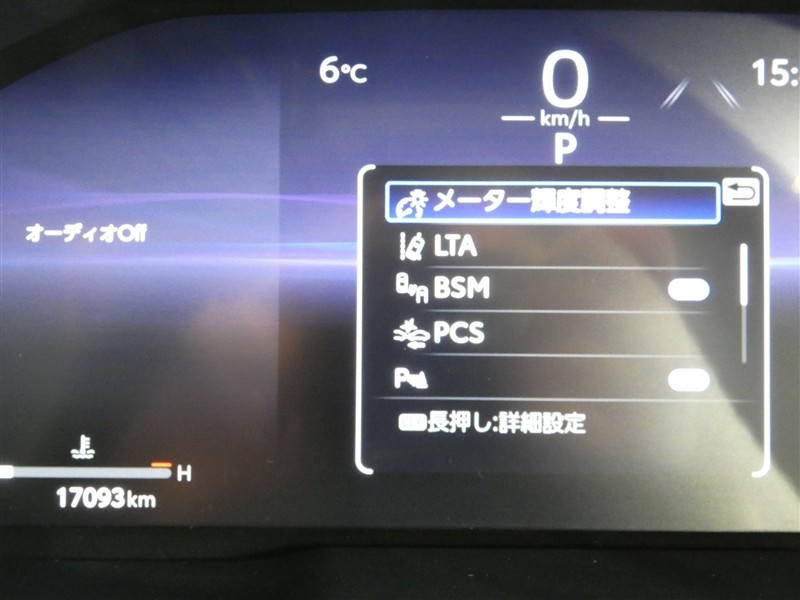 6℃
0
15:
km/h
P
メーター輝度調整
オーディオOff
LTA
BSM
PCS
P
長押し:詳細設定
H
17093km